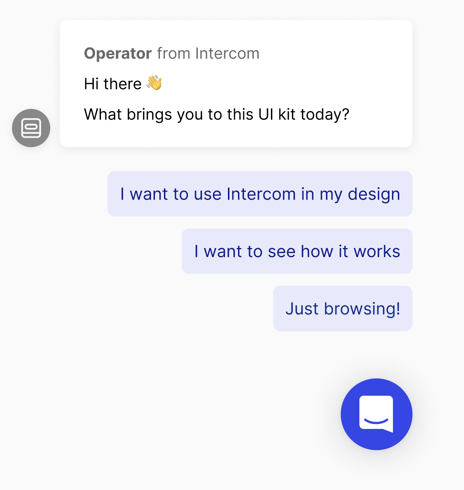 Operator from Intercom
Hi there 👋
What brings you to this UI kit today?
I want to use Intercom in my design
I want to see how it works
Just browsing!